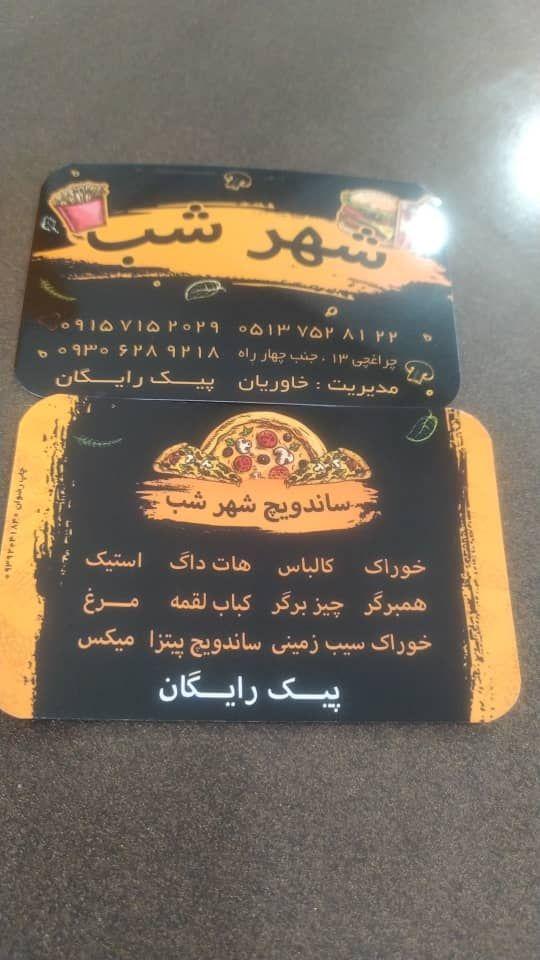 شهر شب
۰۵۱۳ ۷۵۲ ۸۱ ۲۲ ۰۹۱۵ ۷۱۵ ۲۰۲۹
چراغچی ۱۳ ، جنب چهار راه ۰۹۳۰ ۶۲۸ ۹۲۱۸
مدیریت : خاوریان پیک رایگان
ساندویچ شهر شب
خوراک کالباس هات داگ استیک
همبرگر چیز برگر کباب لقمه مرغ
خوراک سیب زمینی ساندویچ پیتزا میکس
پیک رایگان
چاپ رضوان